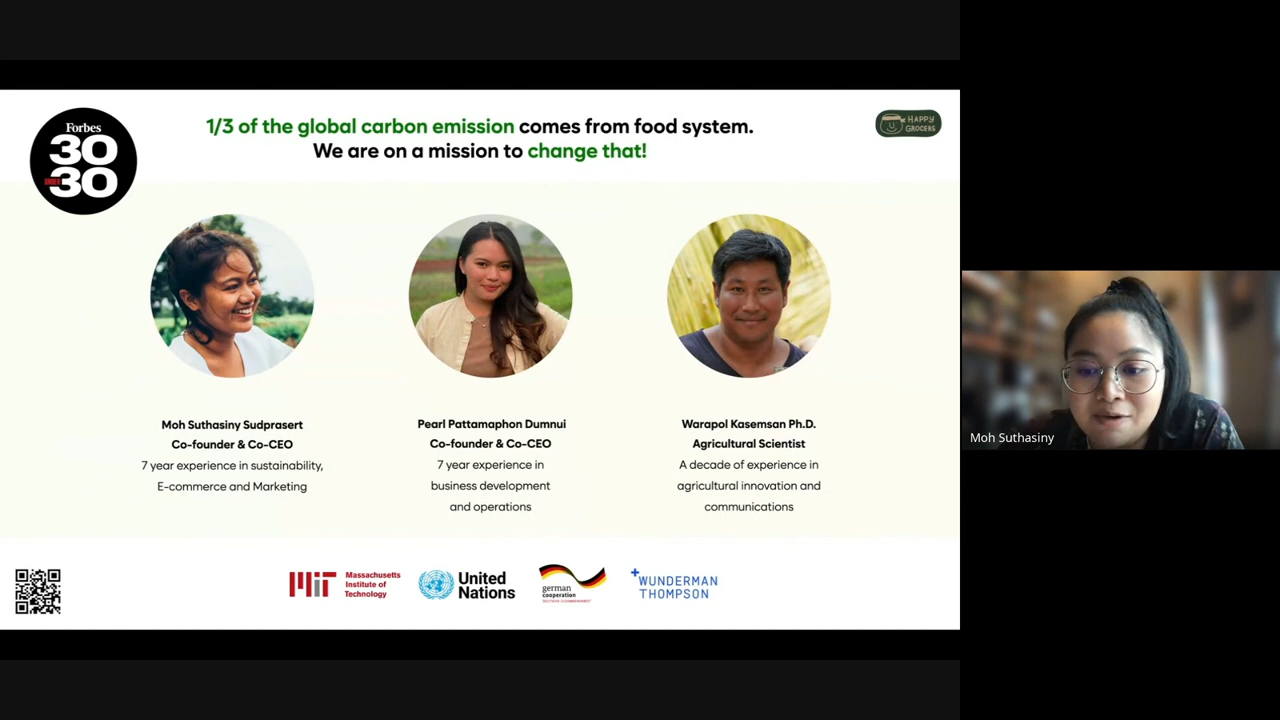 Forbes
30
UNDER
30
1/3 of the global carbon emission comes from food system.
We are on a mission to change that!
HAPPY
GROCERS
Moh Suthasiny Sudprasert
Co-founder & Co-CEO
7 year experience in sustainability,
E-commerce and Marketing
Pearl Pattamaphon Dumnui
Co-founder & Co-CEO
7 year experience in
business development
and operations
Warapol Kasemsan Ph.D.
Agricultural Scientist
A decade of experience in
agricultural innovation and
communications
Moh Suthasiny
MIT
Massachusetts
Institute of
Technology
United
Nations
german
cooperation
DEUTSCHE ZUSAMMENARBEIT
WUNDERMAN
THOMPSON